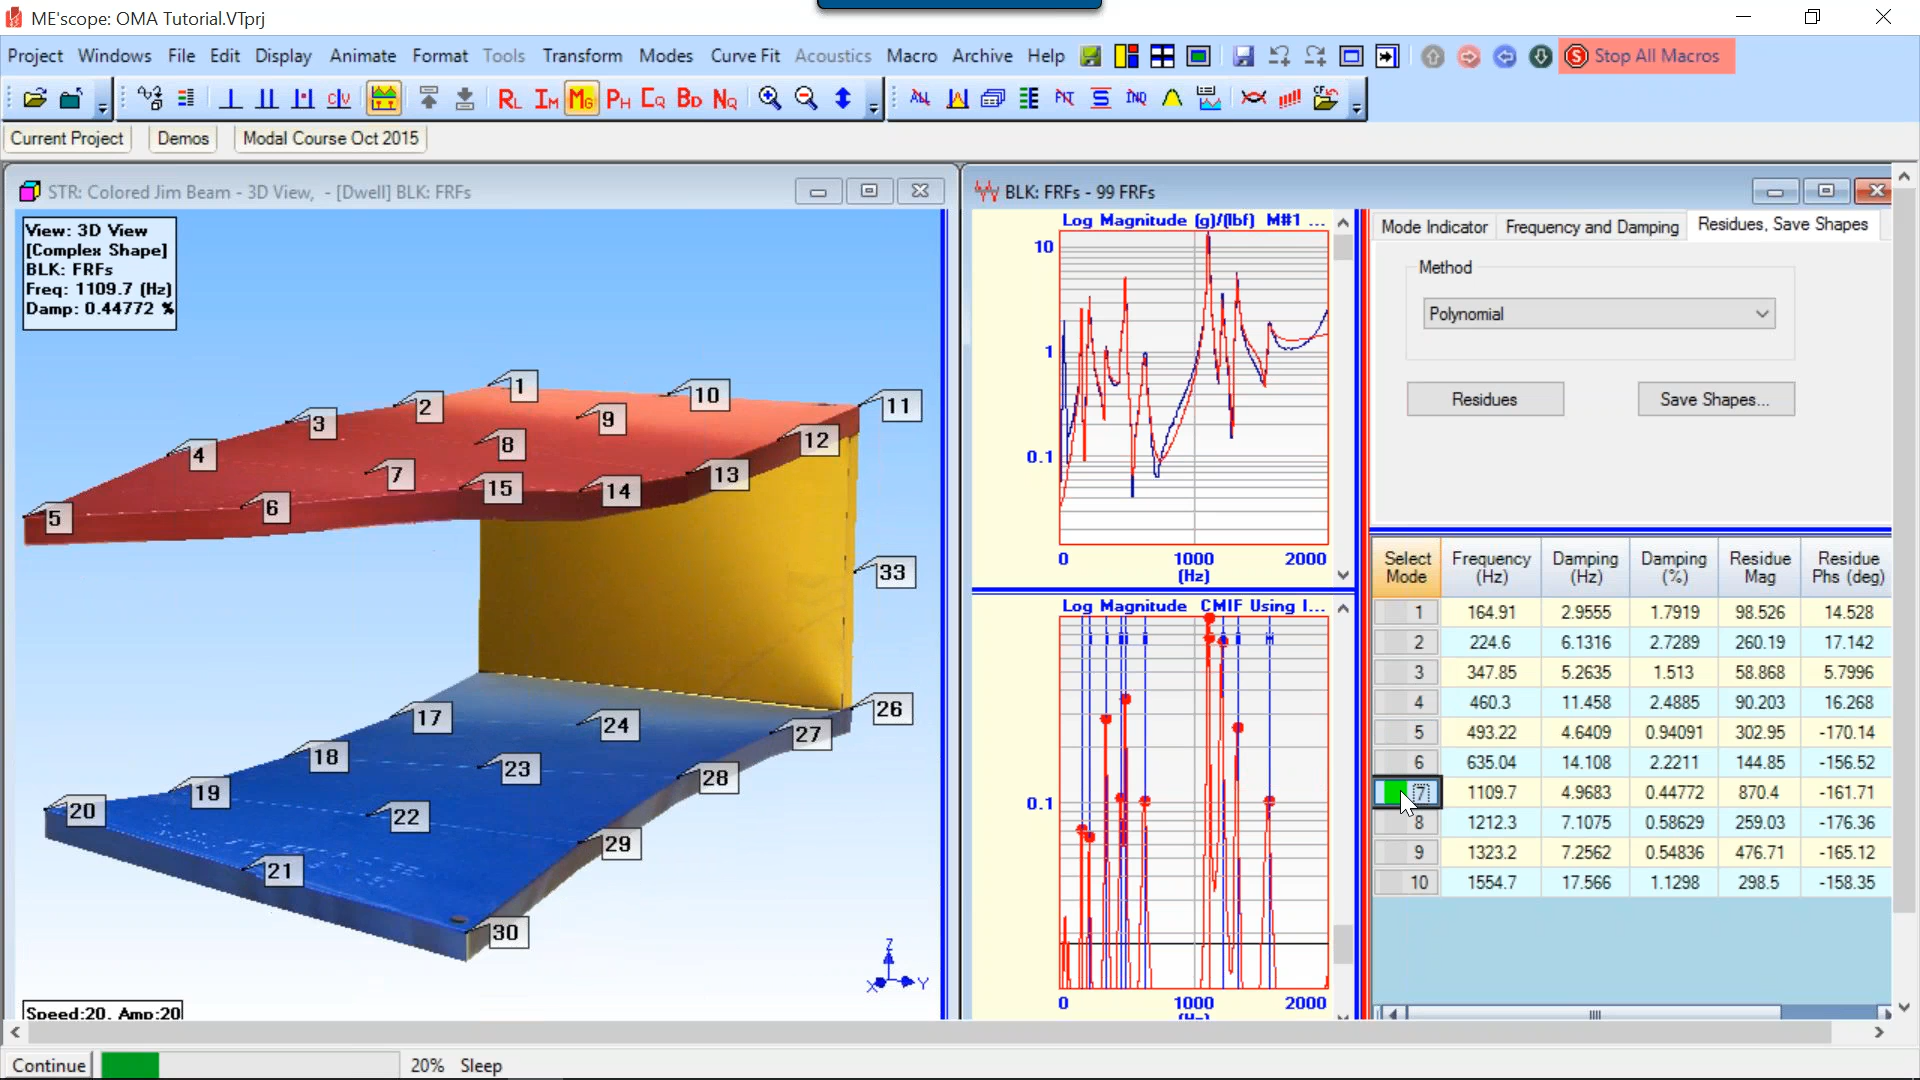 ME'scope: OMA Tutorial.VTprj
Project Windows File Edit Display Animate Format Tools Transform Modes Curve Fit Acoustics Macro Archive Help Stop All Macros
RL IM MG PH CQ BD NQ
Current Project Demos Modal Course Oct 2015
STR: Colored Jim Beam - 3D View, - [Dwell] BLK: FRFs
View: 3D View
[Complex Shape]
BLK: FRFs
Freq: 1109.7 (Hz)
Damp: 0.44772 %
1
10
2
11
3
9
12
8
4
7
13
15
14
6
5
33
26
17
24
27
18
23
28
19
20
22
29
21
30
Z
X
Y
Speed:20, Amp:20
BLK: FRFs - 99 FRFs
Log Magnitude (g)/(lbf) M#1 ...
10
1
0.1
0 1000 2000
(Hz)
Log Magnitude CMIF Using I...
0.1
0 1000 2000
(Hz)
Mode Indicator Frequency and Damping Residues, Save Shapes
Method
Polynomial
Residues Save Shapes...
Select Mode Frequency (Hz) Damping (Hz) Damping (%) Residue Mag Residue Phs (deg)
1 164.91 2.9555 1.7919 98.526 14.528
2 224.6 6.1316 2.7289 260.19 17.142
3 347.85 5.2635 1.513 58.868 5.7996
4 460.3 11.458 2.4885 90.203 16.268
5 493.22 4.6409 0.94091 302.95 -170.14
6 635.04 14.108 2.2211 144.85 -156.52
7 1109.7 4.9683 0.44772 870.4 -161.71
8 1212.3 7.1075 0.58629 259.03 -176.36
9 1323.2 7.2562 0.54836 476.71 -165.12
10 1554.7 17.566 1.1298 298.5 -158.35
Continue 20% Sleep